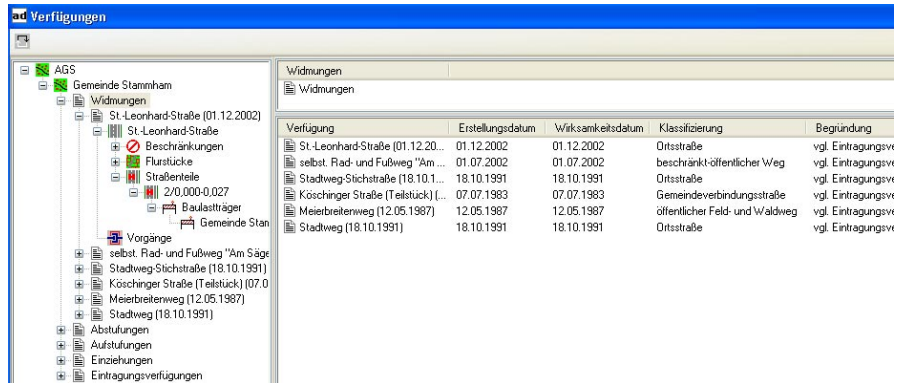 ad Verfügungen
AGS
Gemeinde Stammham
Widmungen
St.-Leonhard-Straße (01.12.2002)
St.-Leonhard-Straße
Beschränkungen
Flurstücke
Straßenteile
2/0,000-0,027
Baulastträger
Gemeinde Stan
Vorgänge
selbst. Rad- und Fußweg "Am Säge
Stadtweg-Stichstraße (18.10.1991)
Köschinger Straße (Teilstück) (07.0
Meierbreitenweg (12.05.1987)
Stadtweg (18.10.1991)
Abstufungen
Aufstufungen
Einziehungen
Eintragungsverfügungen
Widmungen
Widmungen
Verfügung Erstellungsdatum Wirksamkeitsdatum Klassifizierung Begründung
St.-Leonhard-Straße (01.12.20... 01.12.2002 01.12.2002 Ortsstraße vgl. Eintragungsve
selbst. Rad- und Fußweg "Am ... 01.07.2002 01.07.2002 beschränkt-öffentlicher Weg vgl. Eintragungsve
Stadtweg-Stichstraße (18.10.1... 18.10.1991 18.10.1991 Ortsstraße vgl. Eintragungsve
Köschinger Straße (Teilstück) (... 07.07.1983 07.07.1983 Gemeindeverbindungsstraße vgl. Eintragungsve
Meierbreitenweg (12.05.1987) 12.05.1987 12.05.1987 öffentlicher Feld- und Waldweg vgl. Eintragungsve
Stadtweg (18.10.1991) 18.10.1991 18.10.1991 Ortsstraße vgl. Eintragungsve